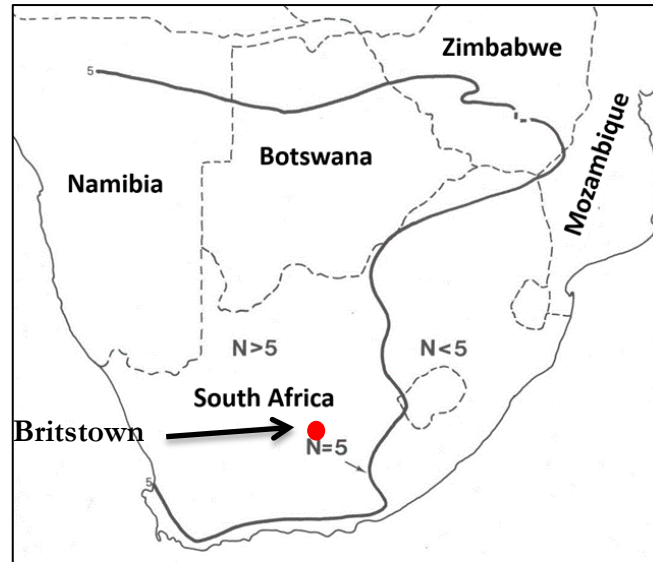 Zimbabwe
5
Botswana
Namibia
Mozambique
N>5
N<5
South Africa
Britstown
N=5
5